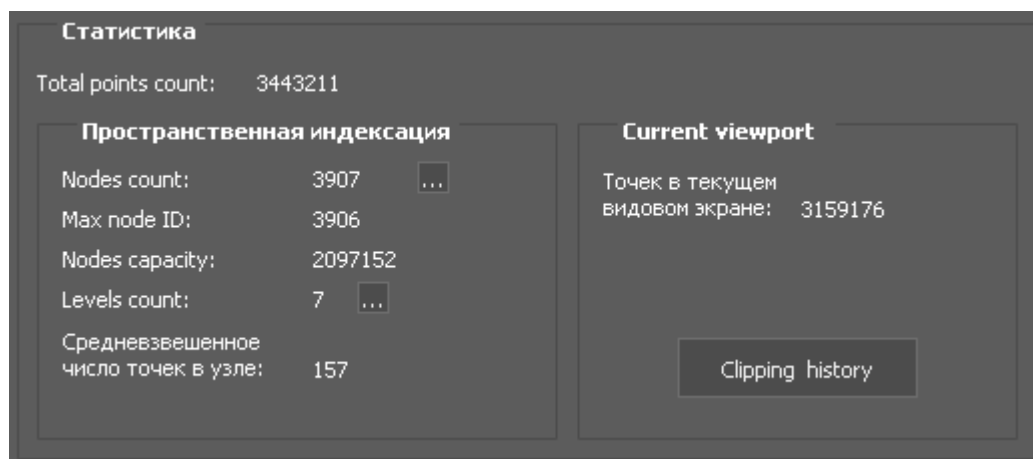 Статистика
Total points count: 3443211
Пространственная индексация
Nodes count: 3907 ...
Max node ID: 3906
Nodes capacity: 2097152
Levels count: 7 ...
Средневзвешенное
число точек в узле: 157
Current viewport
Точек в текущем
видовом экране: 3159176
Clipping history